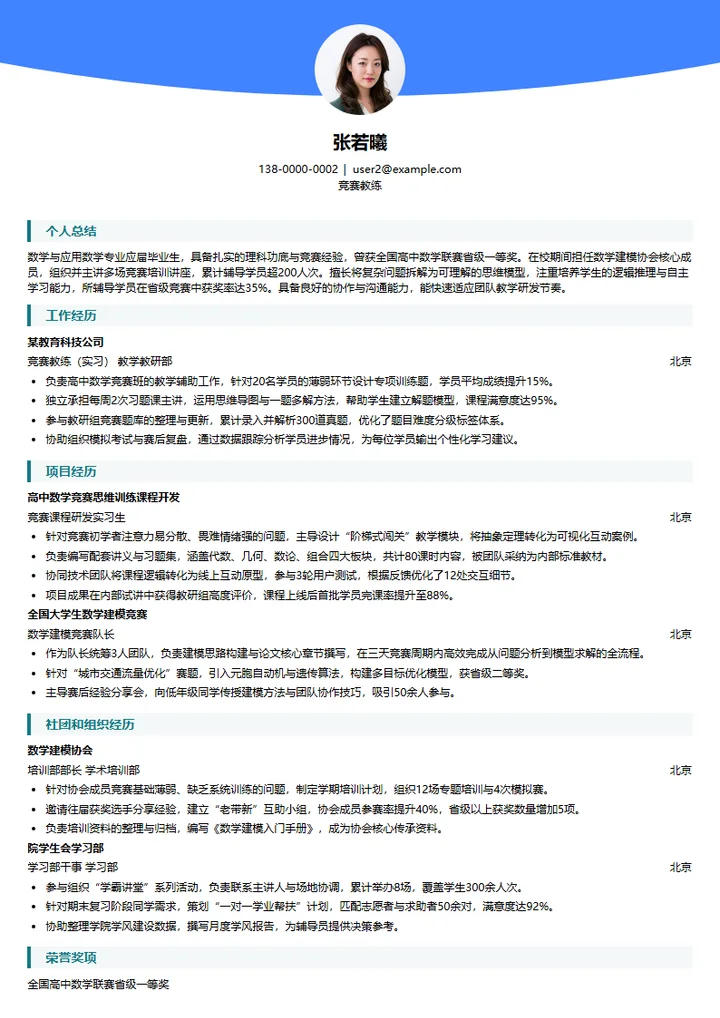 张若曦
138-0000-0002 | user2@example.com
竞赛教练
个人总结
数学与应用数学专业应届毕业生，具备扎实的理科功底与竞赛经验，曾获全国高中数学联赛省级一等奖。在校期间担任数学建模协会核心成
员，组织并主讲多场竞赛培训讲座，累计辅导学员超200人次。擅长将复杂问题拆解为可理解的思维模型，注重培养学生的逻辑推理与自主
学习能力，所辅导学员在省级竞赛中获奖率达35%。具备良好的协作与沟通能力，能快速适应团队教学研发节奏。
工作经历
某教育科技公司
竞赛教练（实习） 教学教研部 北京
• 负责高中数学竞赛班的教学辅助工作，针对20名学员的薄弱环节设计专项训练题，学员平均成绩提升15%。
• 独立承担每周2次习题课主讲，运用思维导图与一题多解方法，帮助学生建立解题模型，课程满意度达95%。
• 参与教研组竞赛题库的整理与更新，累计录入并解析300道真题，优化了题目难度分级标签体系。
• 协助组织模拟考试与赛后复盘，通过数据跟踪分析学员进步情况，为每位学员输出个性化学习建议。
项目经历
高中数学竞赛思维训练课程开发
竞赛课程研发实习生 北京
• 针对竞赛初学者注意力易分散、畏难情绪强的问题，主导设计“阶梯式闯关”教学模块，将抽象定理转化为可视化互动案例。
• 负责编写配套讲义与习题集，涵盖代数、几何、数论、组合四大板块，共计80课时内容，被团队采纳为内部标准教材。
• 协同技术团队将课程逻辑转化为线上互动原型，参与3轮用户测试，根据反馈优化了12处交互细节。
• 项目成果在内部试讲中获得教研组高度评价，课程上线后首批学员完课率提升至88%。
全国大学生数学建模竞赛
数学建模竞赛队长 北京
• 作为队长统筹3人团队，负责建模思路构建与论文核心章节撰写，在三天竞赛周期内高效完成从问题分析到模型求解的全流程。
• 针对“城市交通流量优化”赛题，引入元胞自动机与遗传算法，构建多目标优化模型，获省级二等奖。
• 主导赛后经验分享会，向低年级同学传授建模方法与团队协作技巧，吸引50余人参与。
社团和组织经历
数学建模协会
培训部部长 学术培训部 北京
• 针对协会成员竞赛基础薄弱、缺乏系统训练的问题，制定学期培训计划，组织12场专题培训与4次模拟赛。
• 邀请往届获奖选手分享经验，建立“老带新”互助小组，协会成员参赛率提升40%，省级以上获奖数量增加5项。
• 负责培训资料的整理与归档，编写《数学建模入门手册》，成为协会核心传承资料。
院学生会学习部
学习部干事 学习部 北京
• 参与组织“学霸讲堂”系列活动，负责联系主讲人与场地协调，累计举办8场，覆盖学生300余人次。
• 针对期末复习阶段同学需求，策划“一对一学业帮扶”计划，匹配志愿者与求助者50余对，满意度达92%。
• 协助整理学院学风建设数据，撰写月度学风报告，为辅导员提供决策参考。
荣誉奖项
全国高中数学联赛省级一等奖